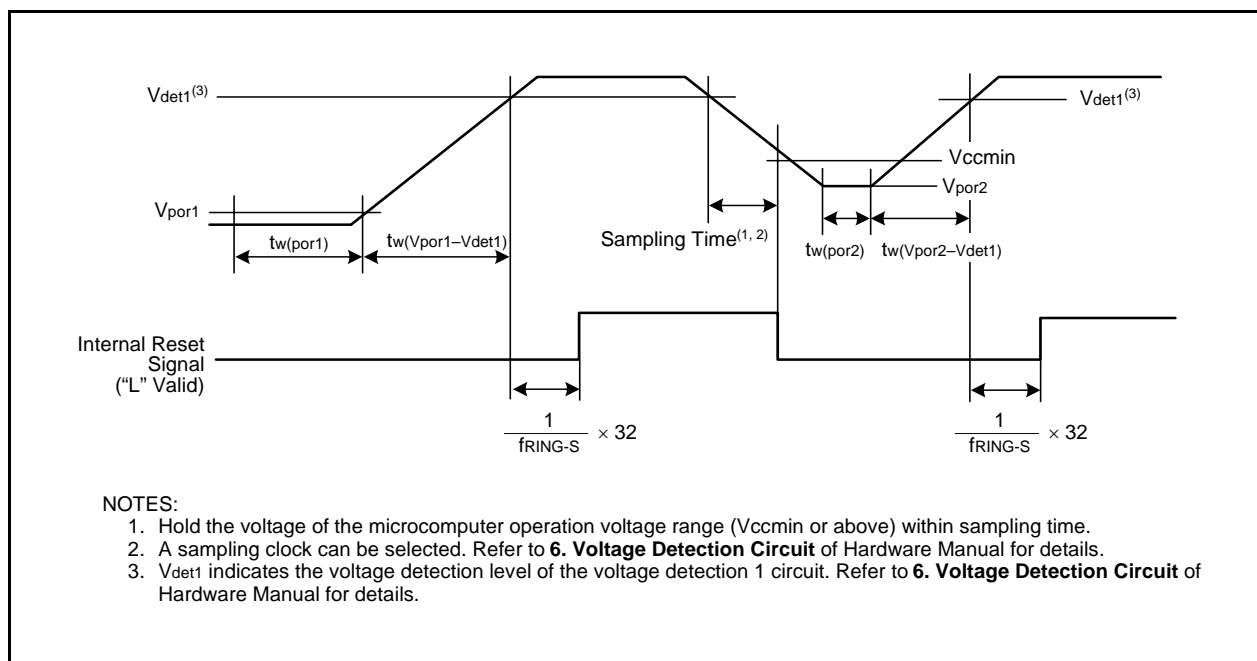 Vdet1(3)
Vdet1(3)
Vccmin
Vpor2
Vpor1
tw(por1)
tw(Vpor1–Vdet1)
Sampling Time(1, 2)
tw(por2)
tw(Vpor2–Vdet1)
Internal Reset
Signal
(“L” Valid)
1
fRING-S
× 32
1
fRING-S
× 32
NOTES:
1. Hold the voltage of the microcomputer operation voltage range (Vccmin or above) within sampling time.
2. A sampling clock can be selected. Refer to 6. Voltage Detection Circuit of Hardware Manual for details.
3. Vdet1 indicates the voltage detection level of the voltage detection 1 circuit. Refer to 6. Voltage Detection Circuit of
Hardware Manual for details.